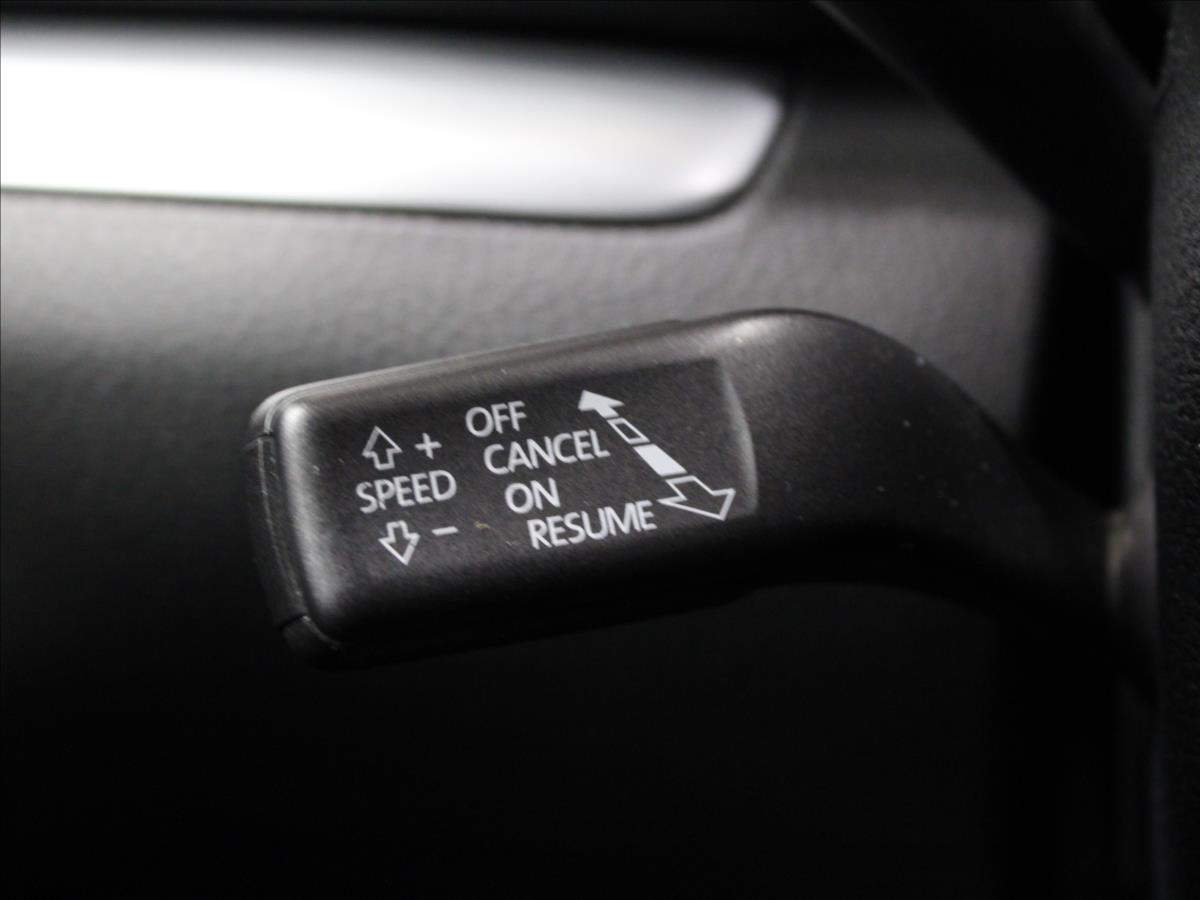 +
SPEED
-
OFF
CANCEL
ON
RESUME